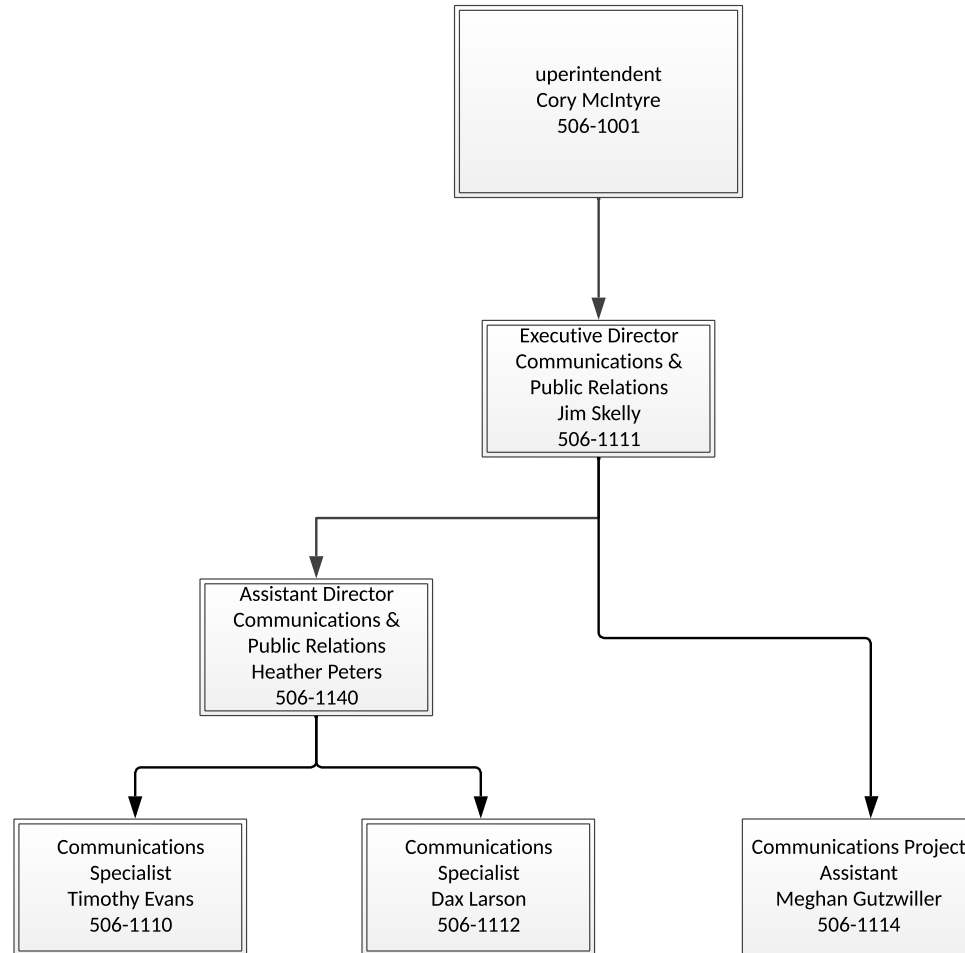 uperintendent
Cory McIntyre
506-1001
Executive Director
Communications &
Public Relations
Jim Skelly
506-1111
Assistant Director
Communications &
Public Relations
Heather Peters
506-1140
Communications
Specialist
Timothy Evans
506-1110
Communications
Specialist
Dax Larson
506-1112
Communications Project
Assistant
Meghan Gutzwiller
506-1114